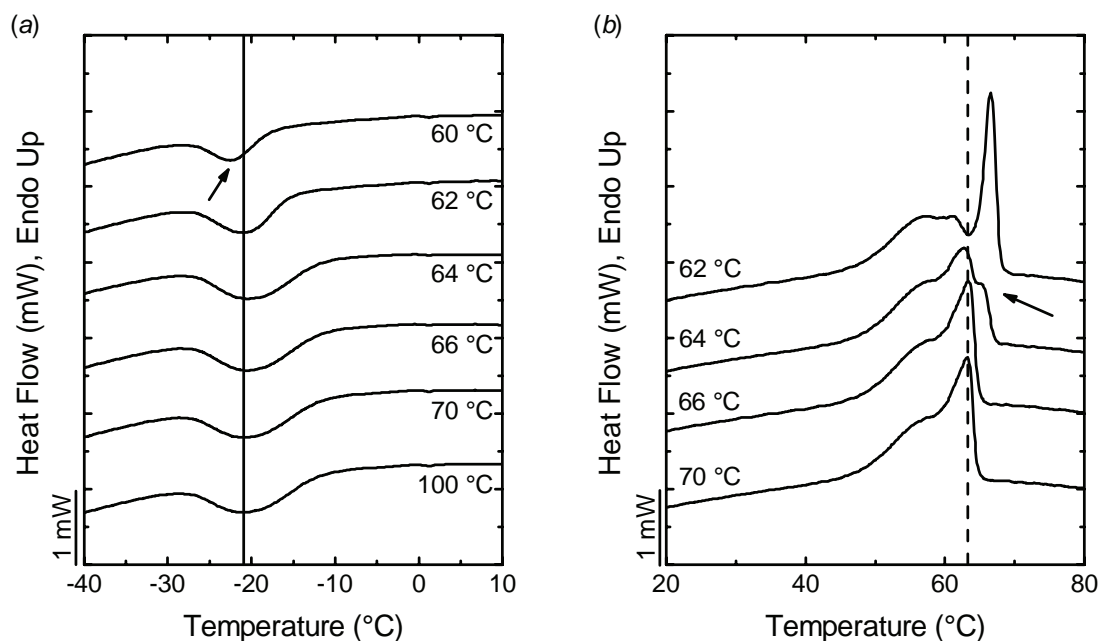 (a)
Heat Flow (mW), Endo Up
1 mW
60 °C
62 °C
64 °C
66 °C
70 °C
100 °C
-40 -30 -20 -10 0 10
Temperature (°C)
(b)
Heat Flow (mW), Endo Up
1 mW
62 °C
64 °C
66 °C
70 °C
20 40 60 80
Temperature (°C)